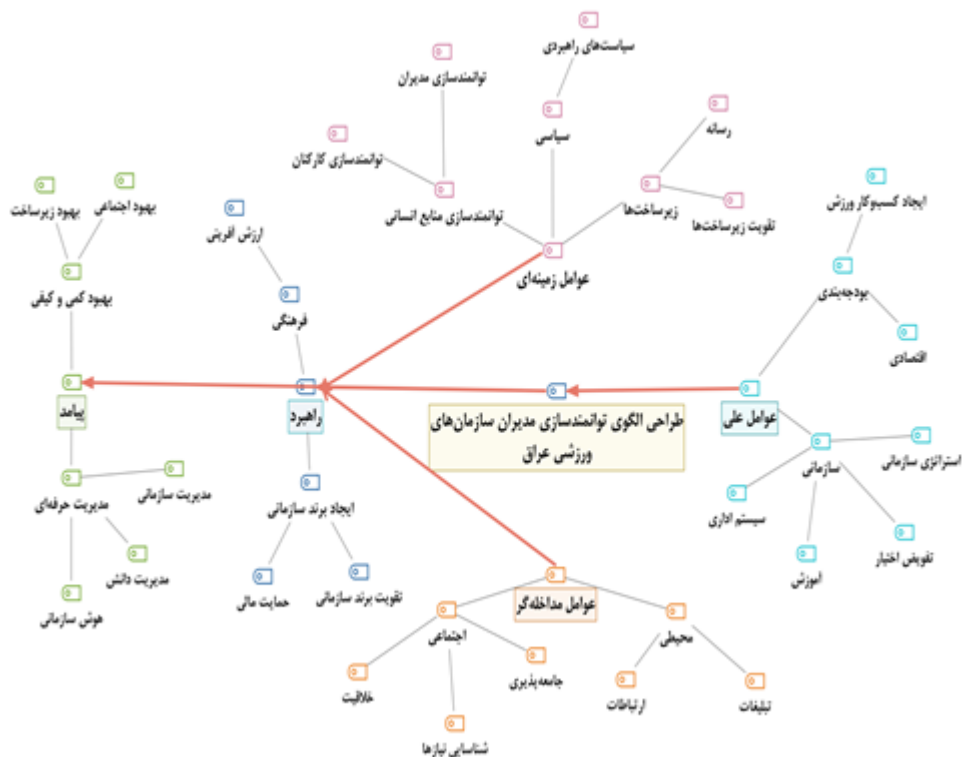 سیاست‌های راهبردی
توانمندسازی مدیران
رسانه
سیاسی
توانمندسازی کارکنان
ایجاد کسب‌وکار ورزش
بهبود اجتماعی
بهبود زیرساخت
زیرساخت‌ها
تقویت زیرساخت‌ها
توانمندسازی منابع انسانی
ارزش آفرینی
عوامل زمینه‌ای
بودجه‌بندی
بهبود کمی و کیفی
فرهنگی
اقتصادی
عوامل علی
طراحی الگوی توانمندسازی مدیران سازمان‌های
ورزشی عراق
راهبرد
پیامد
استراتژی سازمانی
سازمانی
مدیریت سازمانی
مدیریت حرفه‌ای
ایجاد برند سازمانی
سیستم اداری
تفویض اختیار
آموزش
مدیریت دانش
تقویت برند سازمانی
حمایت مالی
هوش سازمانی
عوامل مداخله‌گر
محیطی
اجتماعی
جامعه‌پذیری
خلاقیت
ارتباطات
تبلیغات
شناسایی نیازها